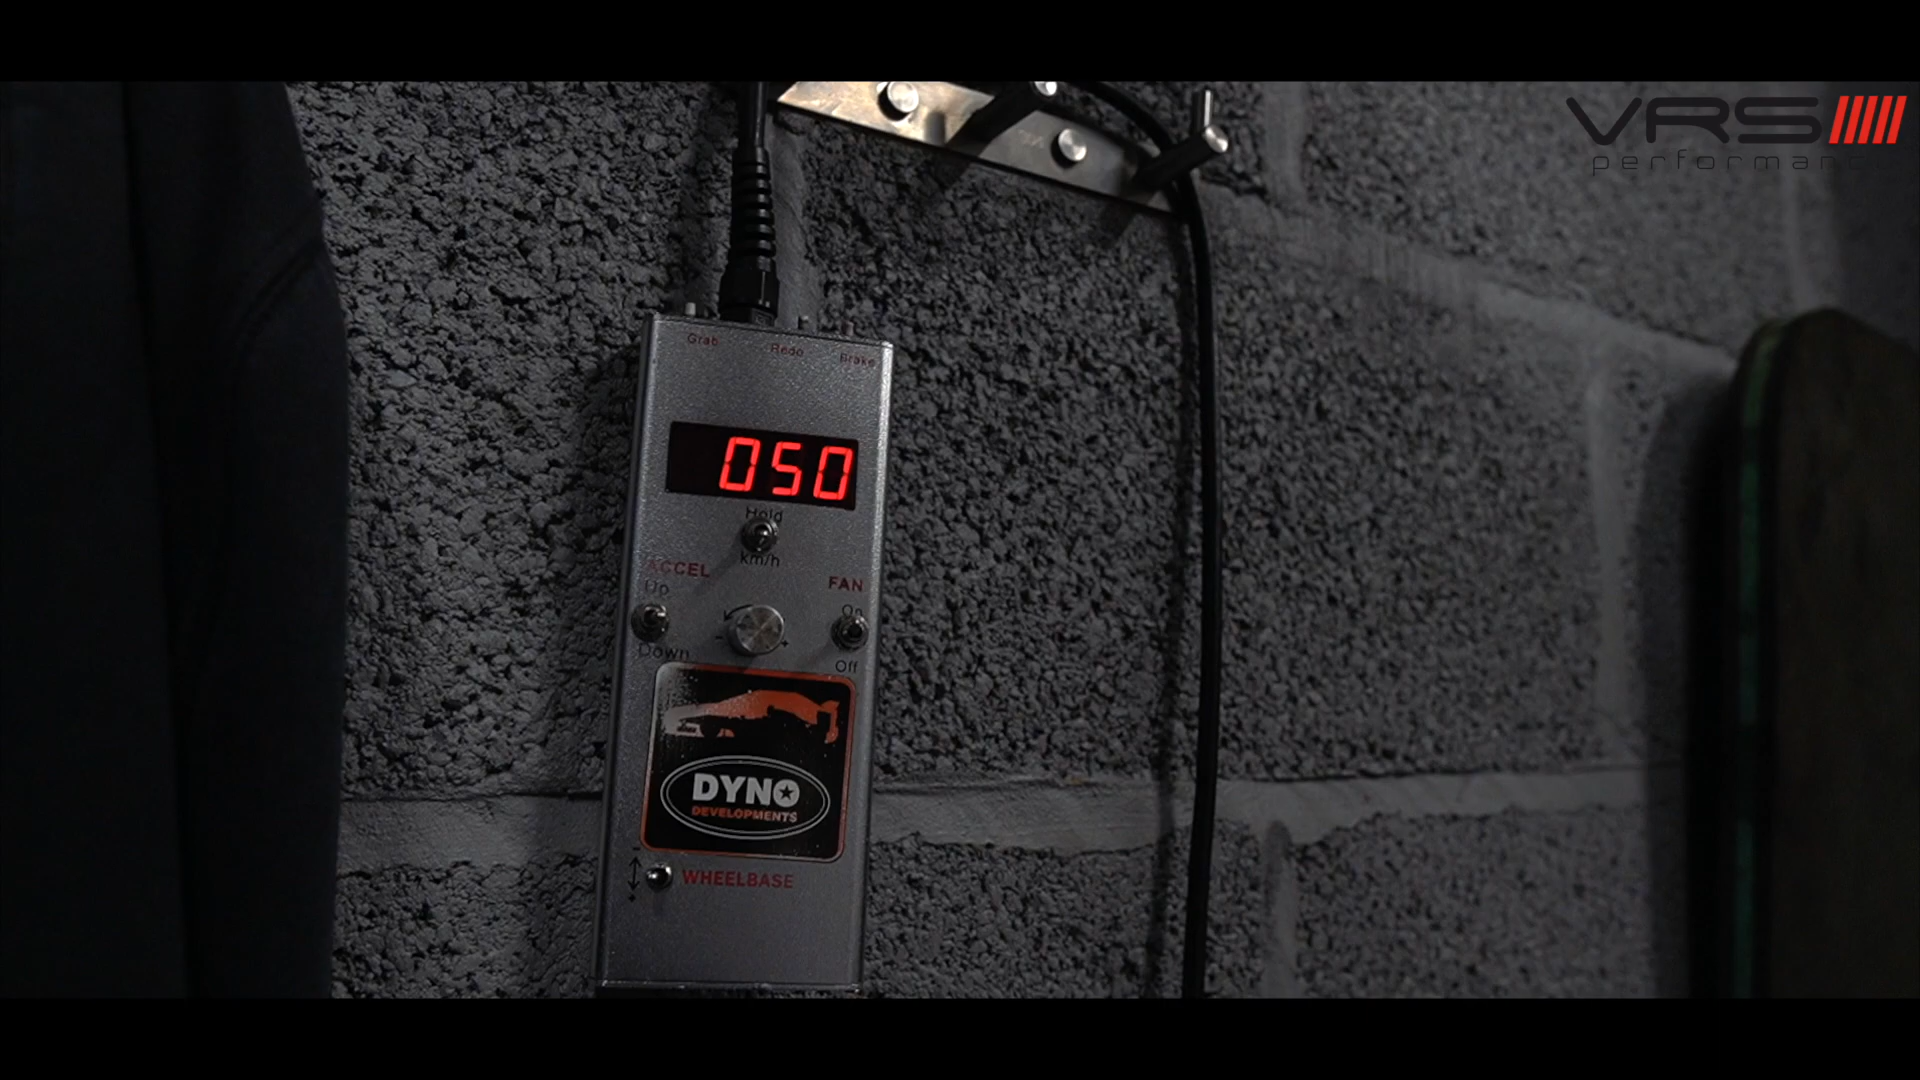 VRS
performanc
Grab Redo Brake
050
Hold
km/h
ACCEL
FAN
Up
On
- +
Down
Off
DYNO
DEVELOPMENTS
WHEELBASE